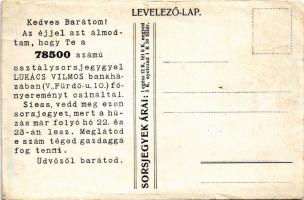 LEVELEZŐ-LAP.
Kedves Barátom!
Az éjjel azt álmod-
tam, hogy Te a
78500 számú
osztálysorsjegygyel
LUKÁCS VILMOS bankhá-
zában (V.Fürdő-u.10.) fő-
nyereményt csináltál.
Siess, vedd meg ezen
sorsjegyet, mert a hú-
zás már folyó hó 22. és
23-án lesz. Meglátod
e szám téged gazdaggá
fog tenni.
Üdvözöl barátod.
SORSJEGYEK ÁRAI: